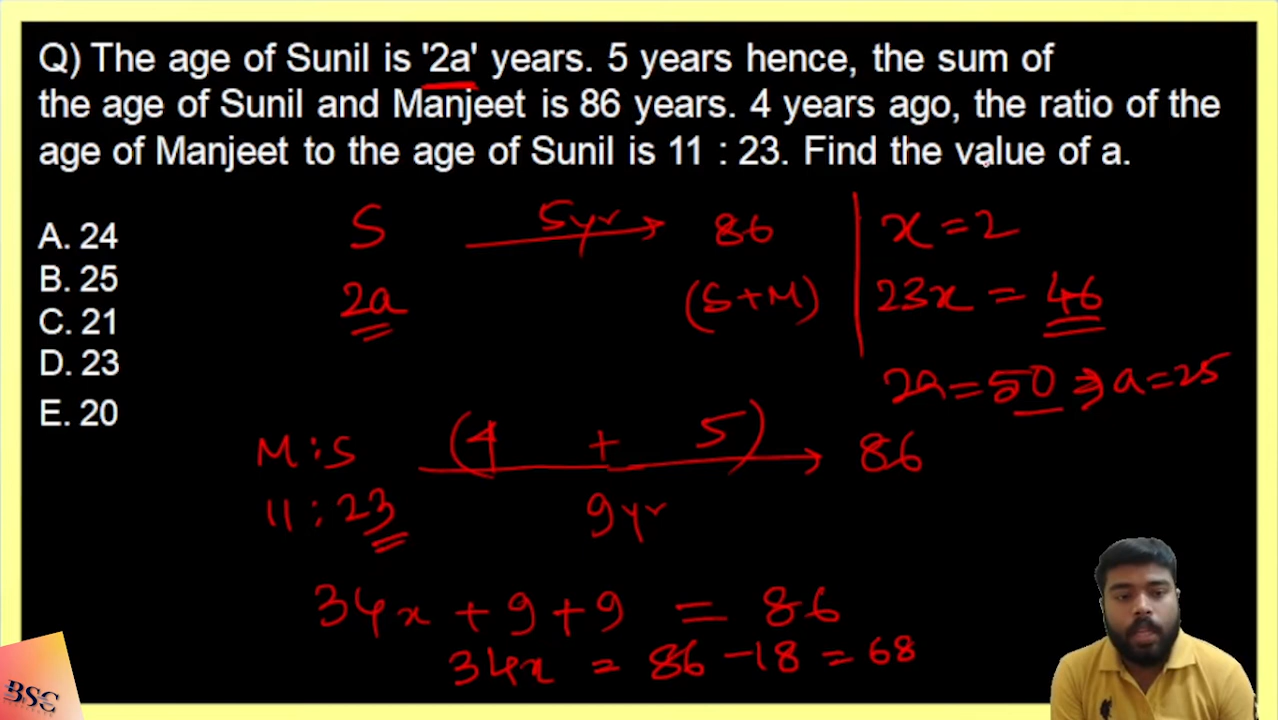 Q) The age of Sunil is '2a' years. 5 years hence, the sum of
the age of Sunil and Manjeet is 86 years. 4 years ago, the ratio of the
age of Manjeet to the age of Sunil is 11 : 23. Find the value of a.
A. 24
B. 25
C. 21
D. 23
E. 20
S 5yr 86
2a (S+M)
x = 2
23x = 46
2a = 50 ⇒ a = 25
M : S (4 + 5) 86
11 : 23 9yr
34x + 9 + 9 = 86
34x = 86 - 18 = 68
BSC